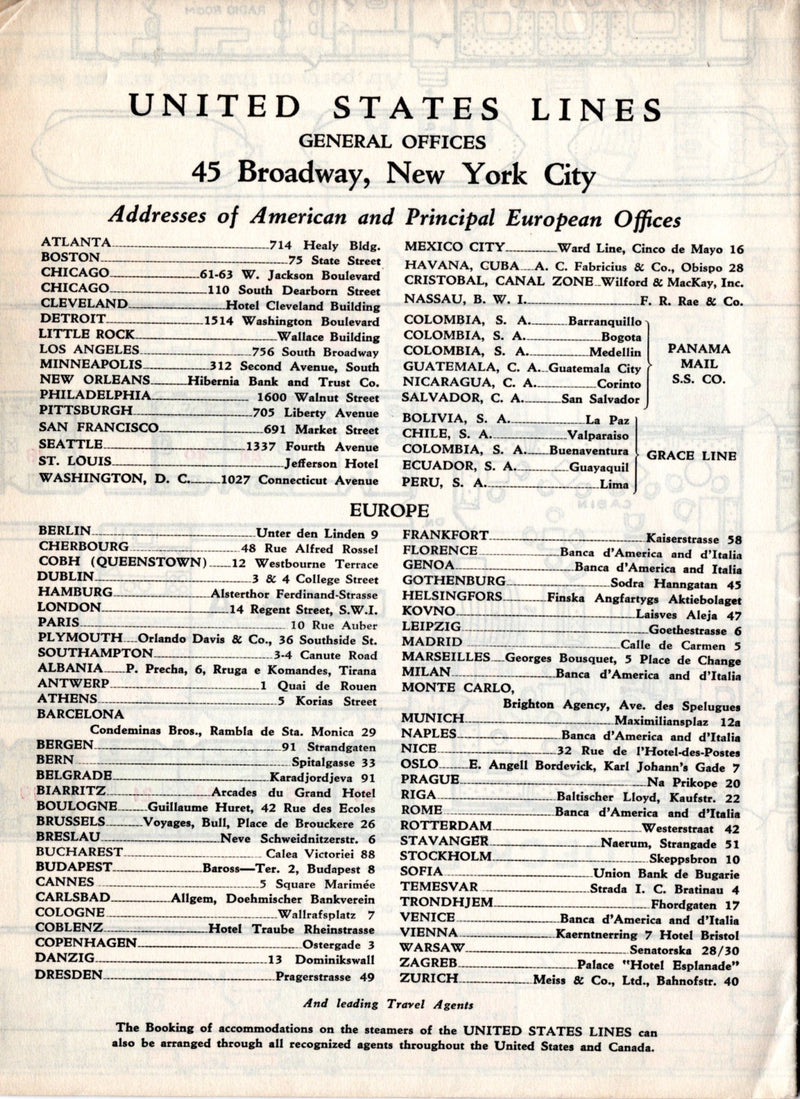 UNITED STATES LINES
GENERAL OFFICES
45 Broadway, New York City
Addresses of American and Principal European Offices
ATLANTA 714 Healy Bldg.
BOSTON 75 State Street
CHICAGO 61-63 W. Jackson Boulevard
CHICAGO 110 South Dearborn Street
CLEVELAND Hotel Cleveland Building
DETROIT 1514 Washington Boulevard
LITTLE ROCK Wallace Building
LOS ANGELES 756 South Broadway
MINNEAPOLIS 312 Second Avenue, South
NEW ORLEANS Hibernia Bank and Trust Co.
PHILADELPHIA 1600 Walnut Street
PITTSBURGH 705 Liberty Avenue
SAN FRANCISCO 691 Market Street
SEATTLE 1337 Fourth Avenue
ST. LOUIS Jefferson Hotel
WASHINGTON, D. C. 1027 Connecticut Avenue
MEXICO CITY Ward Line, Cinco de Mayo 16
HAVANA, CUBA A. C. Fabricius & Co., Obispo 28
CRISTOBAL, CANAL ZONE Wilford & MacKay, Inc.
NASSAU, B. W. I. F. R. Rae & Co.
COLOMBIA, S. A. Barranquillo
COLOMBIA, S. A. Bogota
COLOMBIA, S. A. Medellin
GUATEMALA, C. A. Guatemala City
NICARAGUA, C. A. Corinto
SALVADOR, C. A. San Salvador
PANAMA
MAIL
S.S. CO.
BOLIVIA, S. A. La Paz
CHILE, S. A. Valparaiso
COLOMBIA, S. A. Buenaventura
ECUADOR, S. A. Guayaquil
PERU, S. A. Lima
GRACE LINE
EUROPE
BERLIN Unter den Linden 9
CHERBOURG 48 Rue Alfred Rossel
COBH (QUEENSTOWN) 12 Westbourne Terrace
DUBLIN 3 & 4 College Street
HAMBURG Alsterthor Ferdinand-Strasse
LONDON 14 Regent Street, S.W.I.
PARIS 10 Rue Auber
PLYMOUTH Orlando Davis & Co., 36 Southside St.
SOUTHAMPTON 3-4 Canute Road
ALBANIA P. Precha, 6, Rruga e Komandes, Tirana
ANTWERP 1 Quai de Rouen
ATHENS 5 Korias Street
BARCELONA
Condeminas Bros., Rambla de Sta. Monica 29
BERGEN 91 Strandgaten
BERN Spitalgasse 33
BELGRADE Karadjordjeva 91
BIARRITZ Arcades du Grand Hotel
BOULOGNE Guillaume Huret, 42 Rue des Ecoles
BRUSSELS Voyages, Bull, Place de Brouckere 26
BRESLAU Neve Schweidnitzerstr. 6
BUCHAREST Calea Victoriei 88
BUDAPEST Baross—Ter. 2, Budapest 8
CANNES 5 Square Marimée
CARLSBAD Allgem, Doehmischer Bankverein
COLOGNE Wallrafsplatz 7
COBLENZ Hotel Traube Rheinstrasse
COPENHAGEN Ostergade 3
DANZIG 13 Dominikswall
DRESDEN Pragerstrasse 49
FRANKFORT Kaiserstrasse 58
FLORENCE Banca d'America and d'Italia
GENOA Banca d'America and Italia
GOTHENBURG Sodra Hanngatan 45
HELSINGFORS Finska Angfartygs Aktiebolaget
KOVNO Laisves Aleja 47
LEIPZIG Goethestrasse 6
MADRID Calle de Carmen 5
MARSEILLES Georges Bousquet, 5 Place de Change
MILAN Banca d'America and d'Italia
MONTE CARLO,
Brighton Agency, Ave. des Spelugues
MUNICH Maximiliansplaz 12a
NAPLES Banca d'America and d'Italia
NICE 32 Rue de l'Hotel-des-Postes
OSLO E. Angell Bordevick, Karl Johann's Gade 7
PRAGUE Na Prikope 20
RIGA Baltischer Lloyd, Kaufstr. 22
ROME Banca d'America and d'Italia
ROTTERDAM Westerstraat 42
STAVANGER Naerum, Strangade 51
STOCKHOLM Skeppsbron 10
SOFIA Union Bank de Bugarie
TEMESVAR Strada I. C. Bratinau 4
TRONDHJEM Fhordgaten 17
VENICE Banca d'America and d'Italia
VIENNA Kaerntnerring 7 Hotel Bristol
WARSAW Senatorska 28/30
ZAGREB Palace "Hotel Esplanade"
ZURICH Meiss & Co., Ltd., Bahnofstr. 40
And leading Travel Agents
The Booking of accommodations on the steamers of the UNITED STATES LINES can
also be arranged through all recognized agents throughout the United States and Canada.